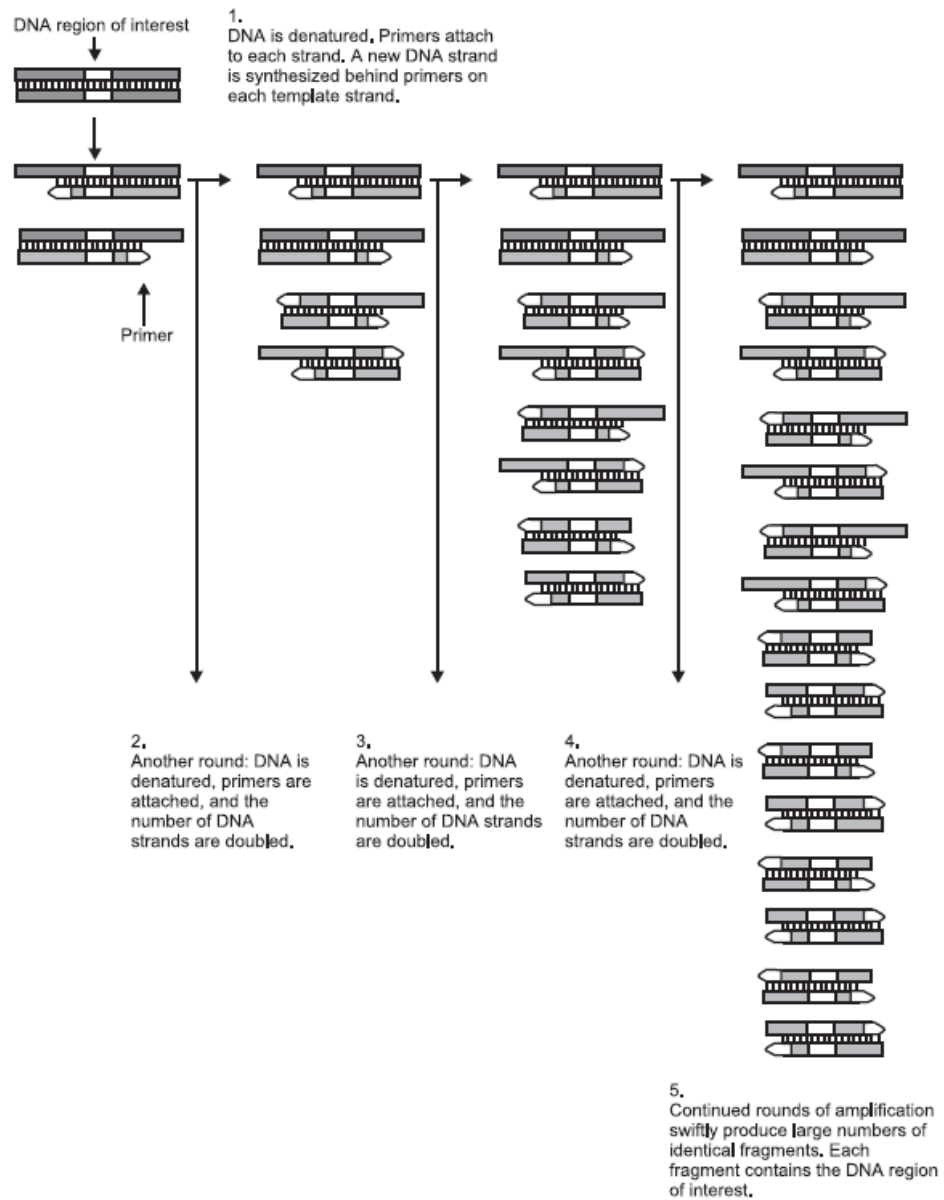 DNA region of interest
1.
DNA is denatured. Primers attach
to each strand. A new DNA strand
is synthesized behind primers on
each template strand.
Primer
2.
Another round: DNA is
denatured, primers are
attached, and the
number of DNA
strands are doubled.
3.
Another round: DNA
is denatured, primers
are attached, and the
number of DNA strands
are doubled.
4.
Another round: DNA is
denatured, primers
are attached, and the
number of DNA
strands are doubled.
5.
Continued rounds of amplification
swiftly produce large numbers of
identical fragments. Each
fragment contains the DNA region
of interest.